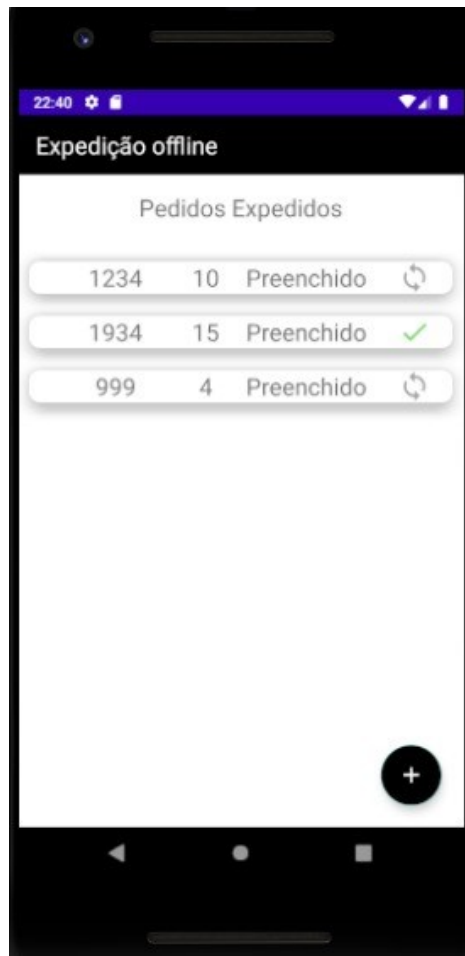 22:40
Expedição offline
Pedidos Expedidos
1234 10 Preenchido
1934 15 Preenchido
999 4 Preenchido
+